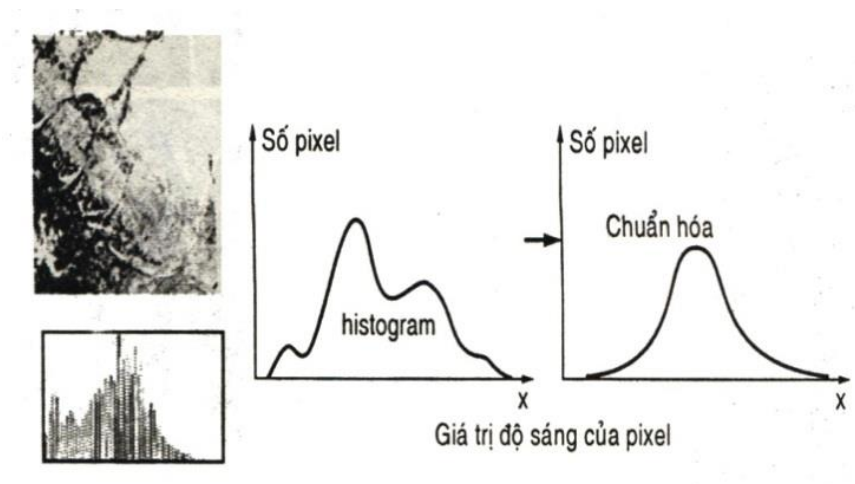 Số pixel
histogram
x
Số pixel
Chuẩn hóa
x
Giá trị độ sáng của pixel